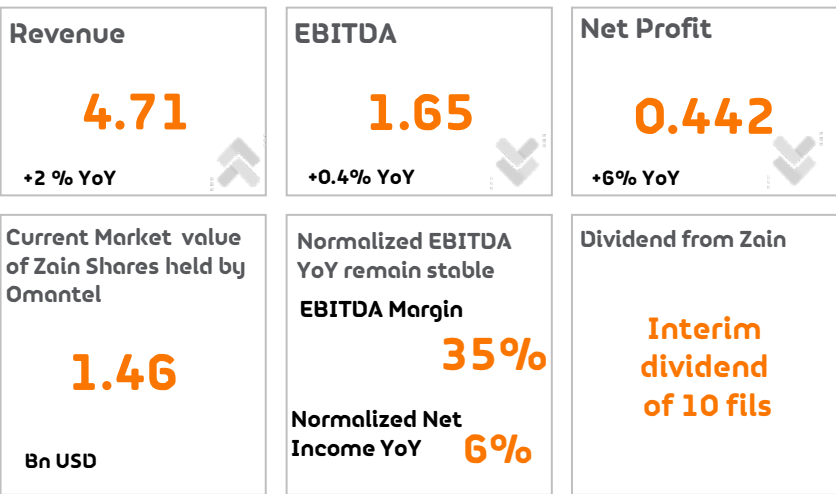 Revenue
4.71
+2 % YoY
EBITDA
1.65
+0.4% YoY
Net Profit
0.442
+6% YoY
Current Market value
of Zain Shares held by
Omantel
1.46
Bn USD
Normalized EBITDA
YoY remain stable
EBITDA Margin
35%
Normalized Net
Income YoY 6%
Dividend from Zain
Interim
dividend
of 10 fils